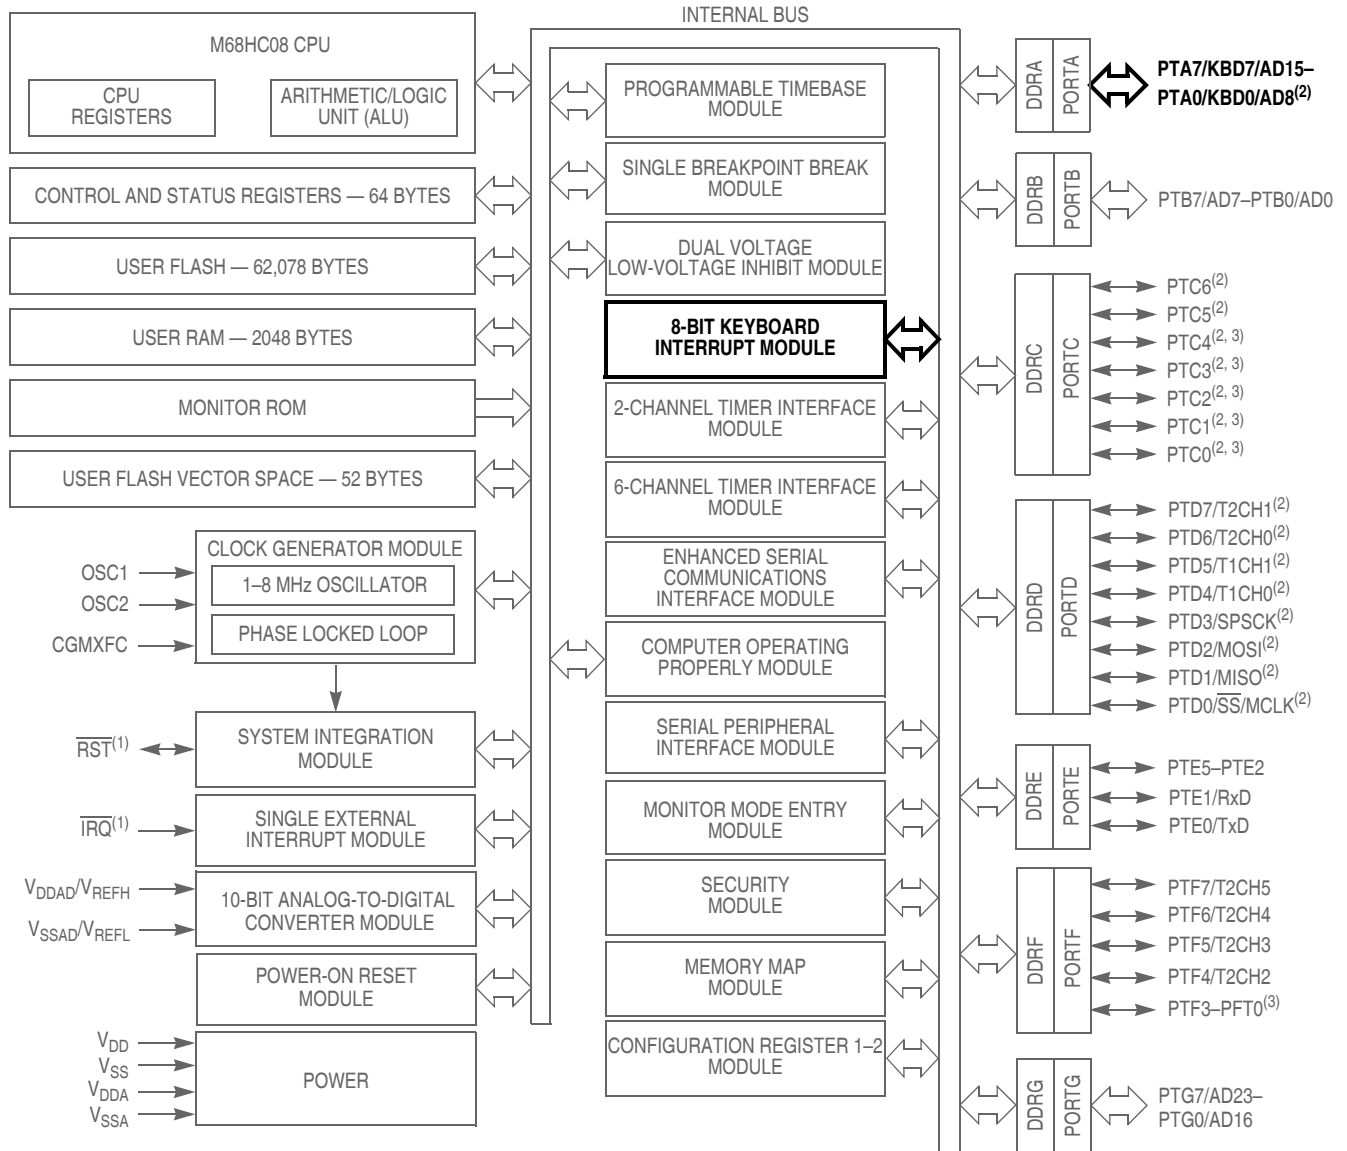 INTERNAL BUS
M68HC08 CPU
CPU
REGISTERS
ARITHMETIC/LOGIC
UNIT (ALU)
CONTROL AND STATUS REGISTERS — 64 BYTES
USER FLASH — 62,078 BYTES
USER RAM — 2048 BYTES
MONITOR ROM
USER FLASH VECTOR SPACE — 52 BYTES
OSC1
OSC2
CGMXFC
CLOCK GENERATOR MODULE
1–8 MHz OSCILLATOR
PHASE LOCKED LOOP
RST(1)
SYSTEM INTEGRATION
MODULE
IRQ(1)
SINGLE EXTERNAL
INTERRUPT MODULE
VDDAD/VREFH
VSSAD/VREFL
10-BIT ANALOG-TO-DIGITAL
CONVERTER MODULE
POWER-ON RESET
MODULE
VDD
VSS
VDDA
VSSA
POWER
PROGRAMMABLE TIMEBASE
MODULE
SINGLE BREAKPOINT BREAK
MODULE
DUAL VOLTAGE
LOW-VOLTAGE INHIBIT MODULE
8-BIT KEYBOARD
INTERRUPT MODULE
2-CHANNEL TIMER INTERFACE
MODULE
6-CHANNEL TIMER INTERFACE
MODULE
ENHANCED SERIAL
COMMUNICATIONS
INTERFACE MODULE
COMPUTER OPERATING
PROPERLY MODULE
SERIAL PERIPHERAL
INTERFACE MODULE
MONITOR MODE ENTRY
MODULE
SECURITY
MODULE
MEMORY MAP
MODULE
CONFIGURATION REGISTER 1–2
MODULE
DDRA
PORTA
PTA7/KBD7/AD15–
PTA0/KBD0/AD8(2)
DDRB
PORTB
PTB7/AD7–PTB0/AD0
DDRC
PORTC
PTC6(2)
PTC5(2)
PTC4(2, 3)
PTC3(2, 3)
PTC2(2, 3)
PTC1(2, 3)
PTC0(2, 3)
DDRD
PORTD
PTD7/T2CH1(2)
PTD6/T2CH0(2)
PTD5/T1CH1(2)
PTD4/T1CH0(2)
PTD3/SPSCK(2)
PTD2/MOSI(2)
PTD1/MISO(2)
PTD0/SS/MCLK(2)
DDRE
PORTE
PTE5–PTE2
PTE1/RxD
PTE0/TxD
DDRF
PORTF
PTF7/T2CH5
PTF6/T2CH4
PTF5/T2CH3
PTF4/T2CH2
PTF3–PFT0(3)
DDRG
PORTG
PTG7/AD23–
PTG0/AD16